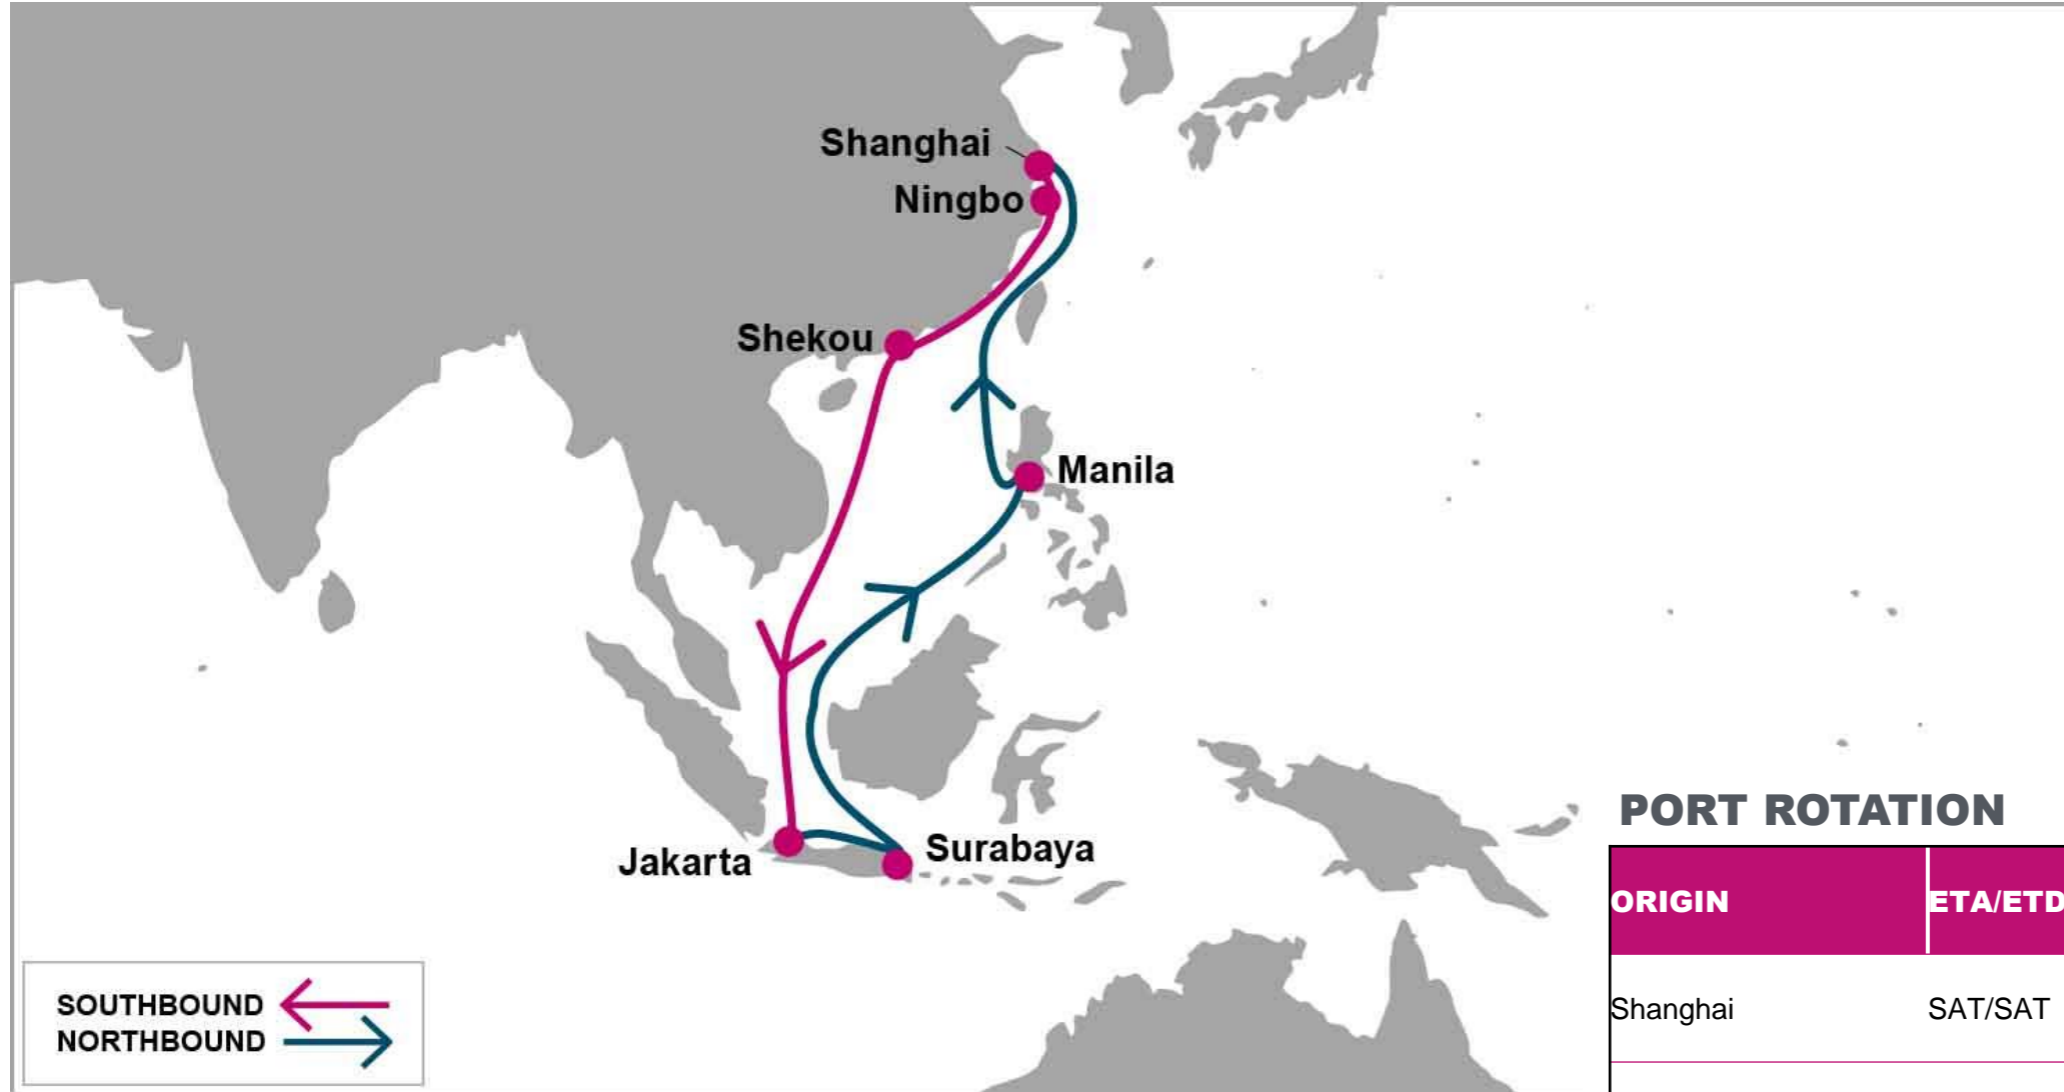 Shanghai
Ningbo
Shekou
Manila
Jakarta
Surabaya
SOUTHBOUND
NORTHBOUND
PORT ROTATION
ORIGIN ETA/ETD
Shanghai SAT/SAT